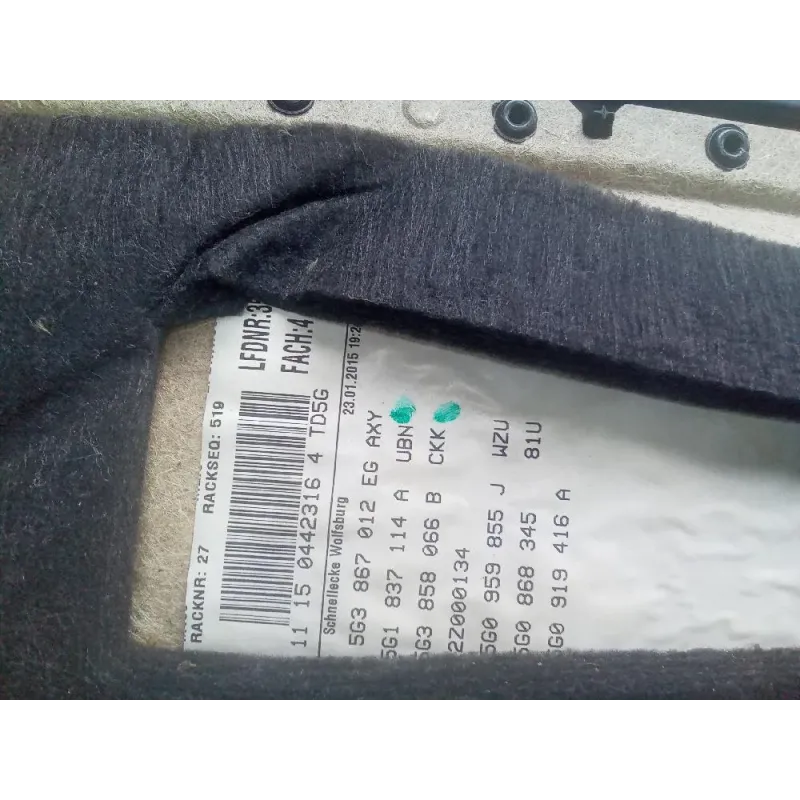 RACKNR: 27 RACKSEQ: 519
LFDNR:
FACH:4
11 15 0442316 4 TD5G
Schnellecke Wolfsburg 23.01.2015 19:2
5G3 867 012 EG AXY
5G1 837 114 A UBN
5G3 858 066 B CKK
2Z000134
5G0 959 855 J WZU
5G0 868 345 81U
5G0 919 416 A